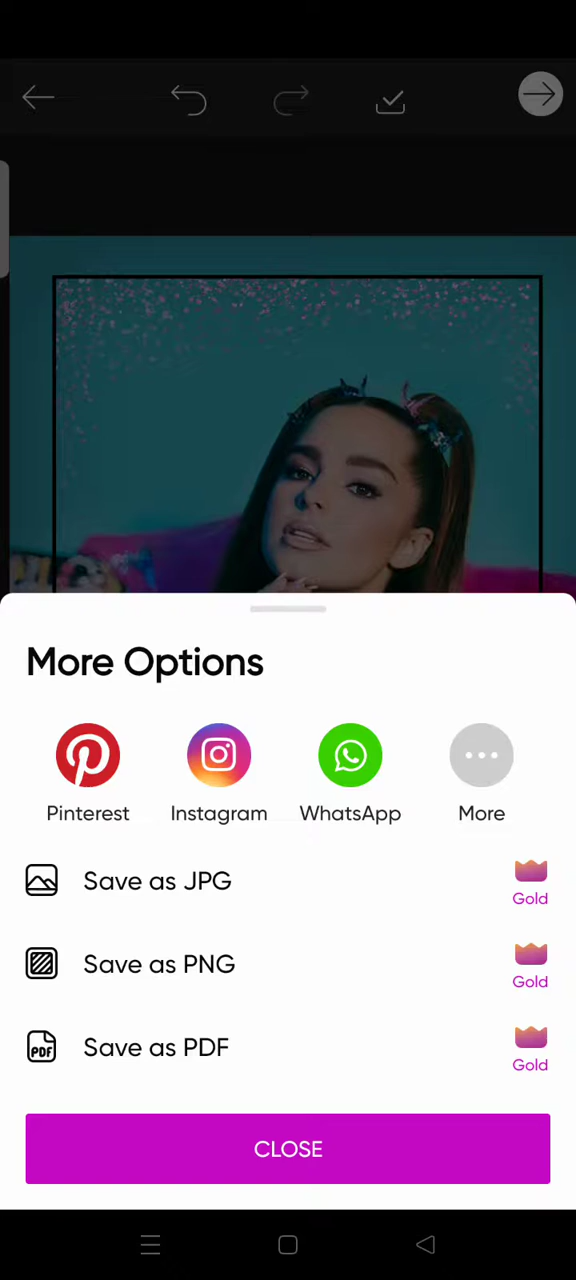 More Options
Pinterest
Instagram
WhatsApp
More
Save as JPG
Gold
Save as PNG
Gold
PDF
Save as PDF
Gold
CLOSE